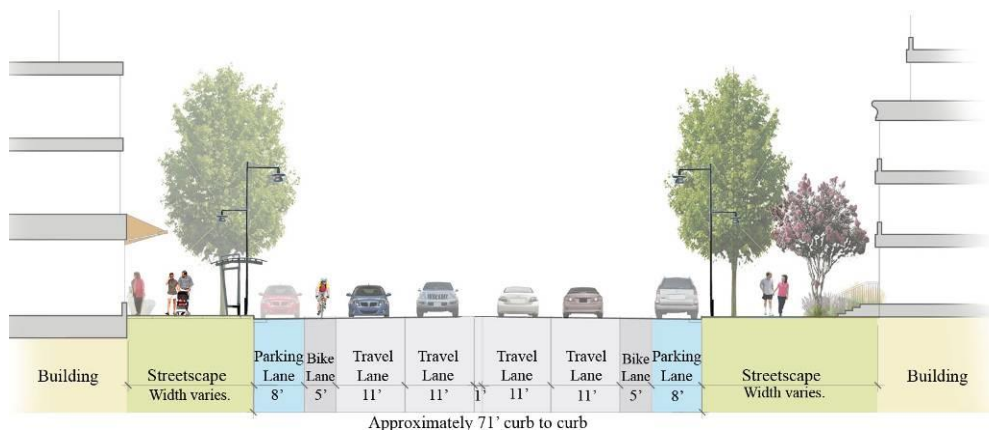 Building
Streetscape
Width varies.
Parking
Lane
8'
Bike
Lane
5'
Travel
Lane
11'
Travel
Lane
11'
1'
Travel
Lane
11'
Travel
Lane
11'
Bike
Lane
5'
Parking
Lane
8'
Streetscape
Width varies.
Building
Approximately 71' curb to curb